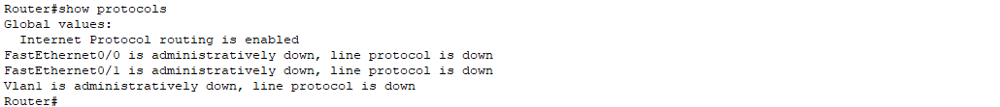 Router#show protocols
Global values:
  Internet Protocol routing is enabled
FastEthernet0/0 is administratively down, line protocol is down
FastEthernet0/1 is administratively down, line protocol is down
Vlan1 is administratively down, line protocol is down
Router#